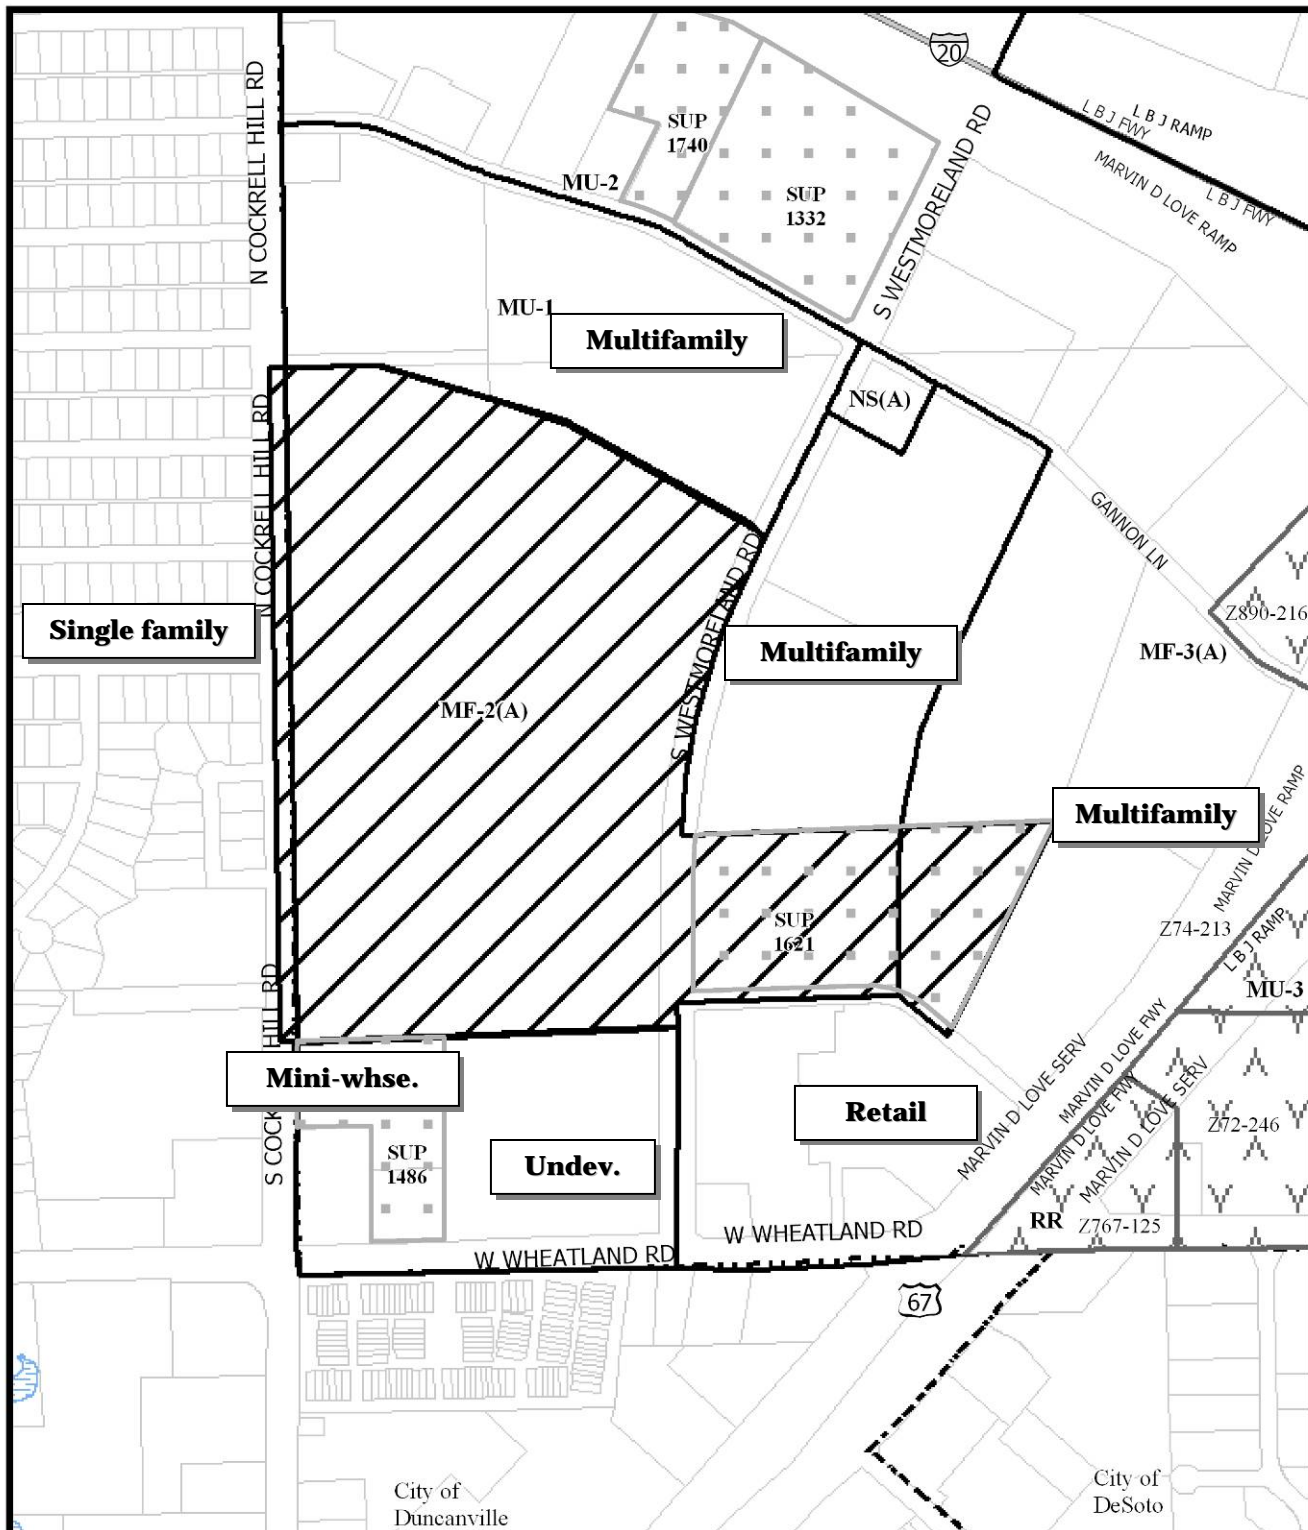 20
N COCKRELL HILL RD
L B J RAMP
L B J FWY
MARVIN D LOVE RAMP
L B J FWY
SUP
1740
MU-2
SUP
1332
S WESTMORELAND RD
MU-1
Multifamily
NS(A)
N COCKRELL HILL RD
GANNON LN
Z890-216
Single family
S WESTMORELAND RD
Multifamily
MF-3(A)
MF-2(A)
MARVIN D LOVE RAMP
Multifamily
SUP
1621
Z74-213
L B J RAMP
MU-3
S COCK HILL RD
Mini-whse.
MARVIN D LOVE SERV
MARVIN D LOVE FWY
MARVIN D LOVE FWY
MARVIN D LOVE SERV
Retail
Z72-246
SUP
1486
Undev.
RR
Z767-125
W WHEATLAND RD
W WHEATLAND RD
67
City of
Duncanville
City of
DeSoto